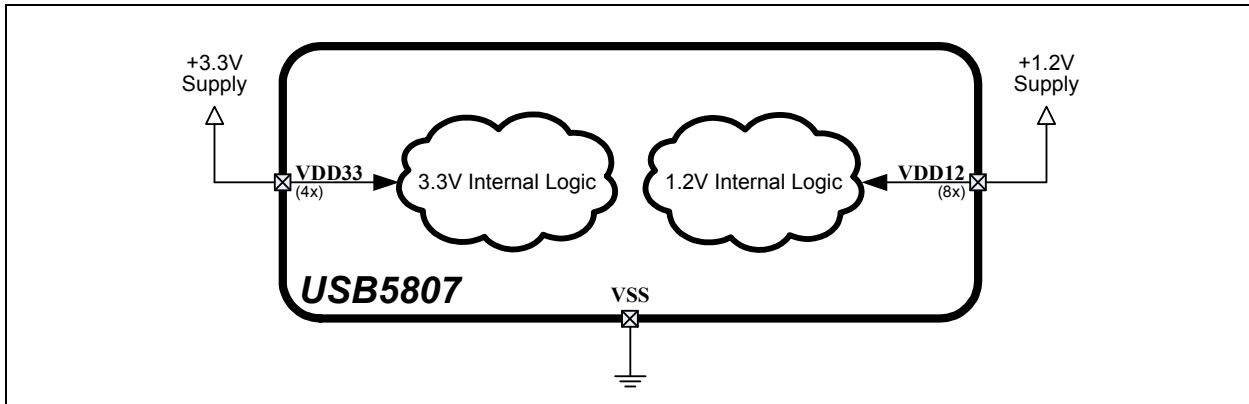 +3.3V
Supply
+1.2V
Supply
VDD33
(4x)
3.3V Internal Logic
1.2V Internal Logic
VDD12
(8x)
USB5807
VSS